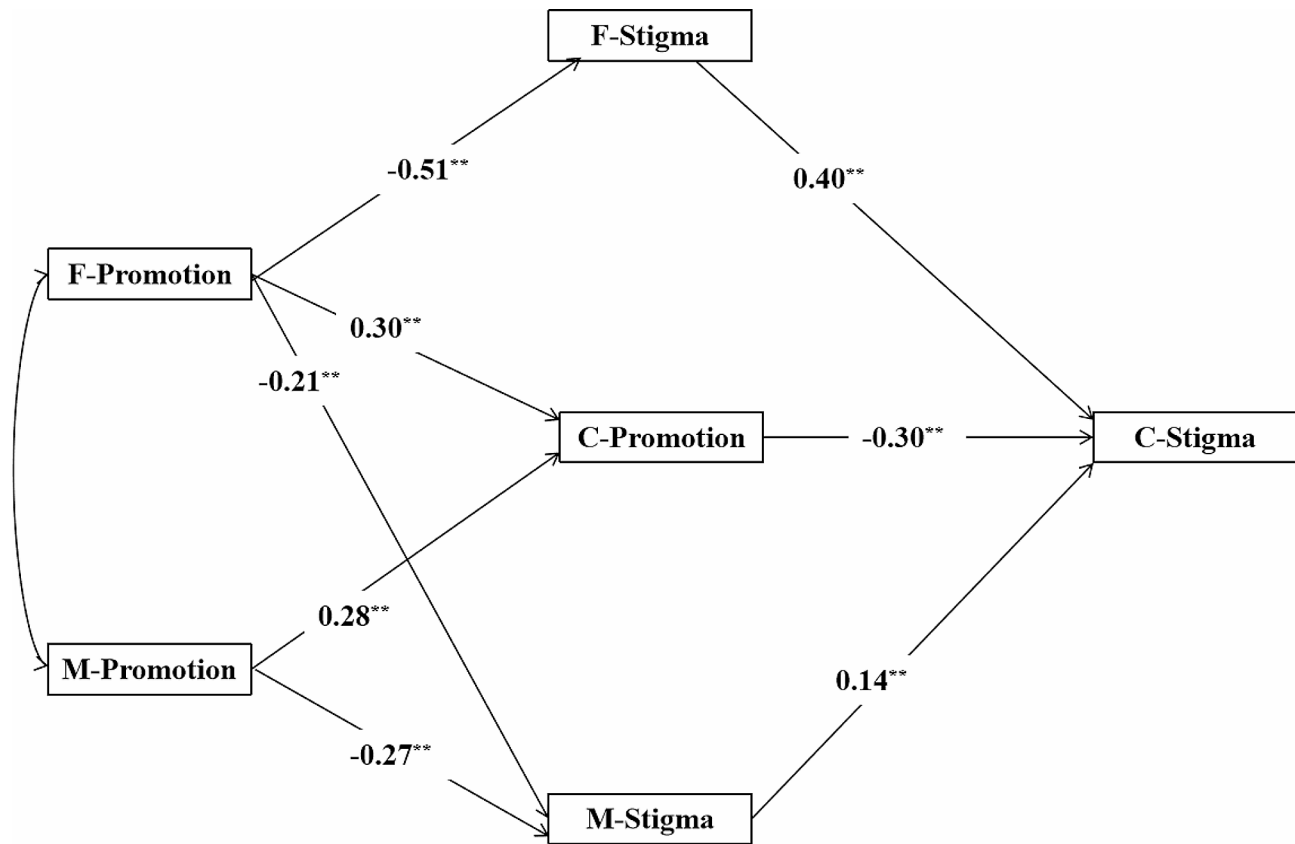 F-Stigma
-0.51**
0.40**
F-Promotion
0.30**
-0.21**
C-Promotion
-0.30**
C-Stigma
0.28**
M-Promotion
0.14**
-0.27**
M-Stigma